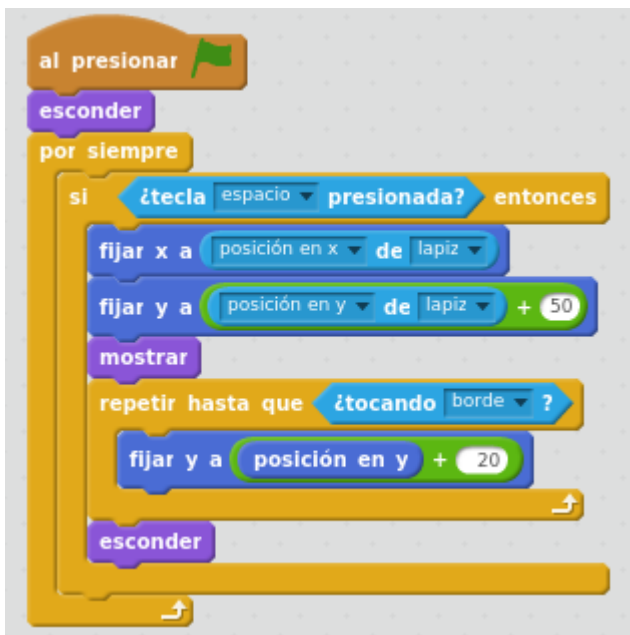 al presionar
esconder
por siempre
si ¿tecla espacio presionada? entonces
fijar x a posición en x de lapiz
fijar y a posición en y de lapiz + 50
mostrar
repetir hasta que ¿tocando borde ?
fijar y a posición en y + 20
esconder